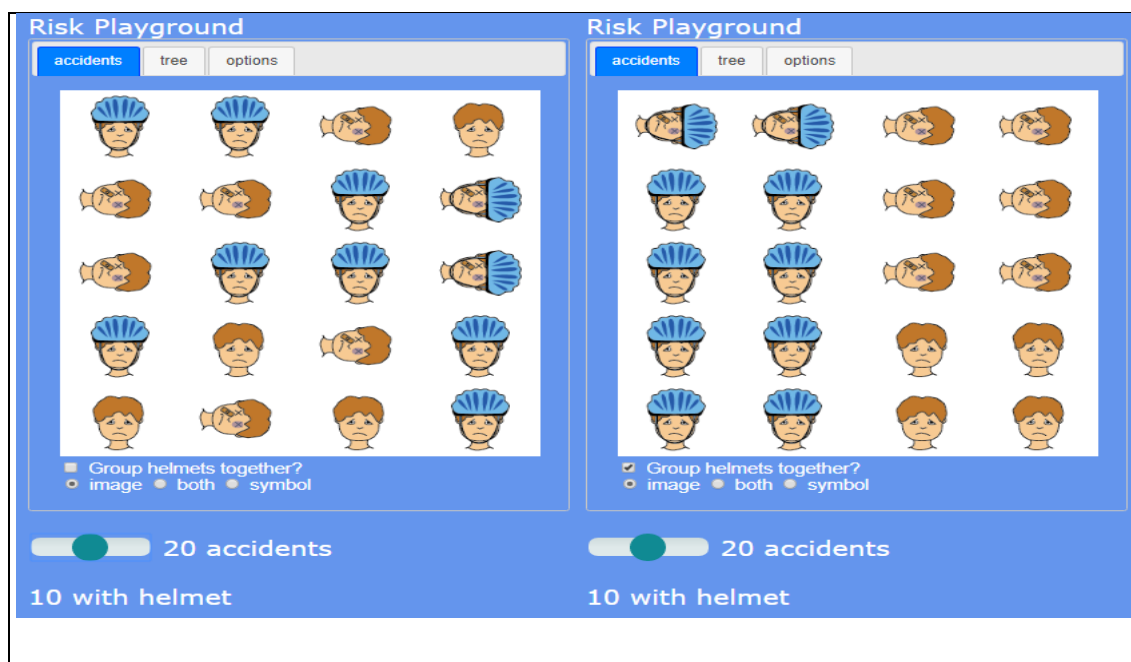 Risk Playground
accidents tree options
Group helmets together?
image both symbol
20 accidents
10 with helmet
Risk Playground
accidents tree options
Group helmets together?
image both symbol
20 accidents
10 with helmet